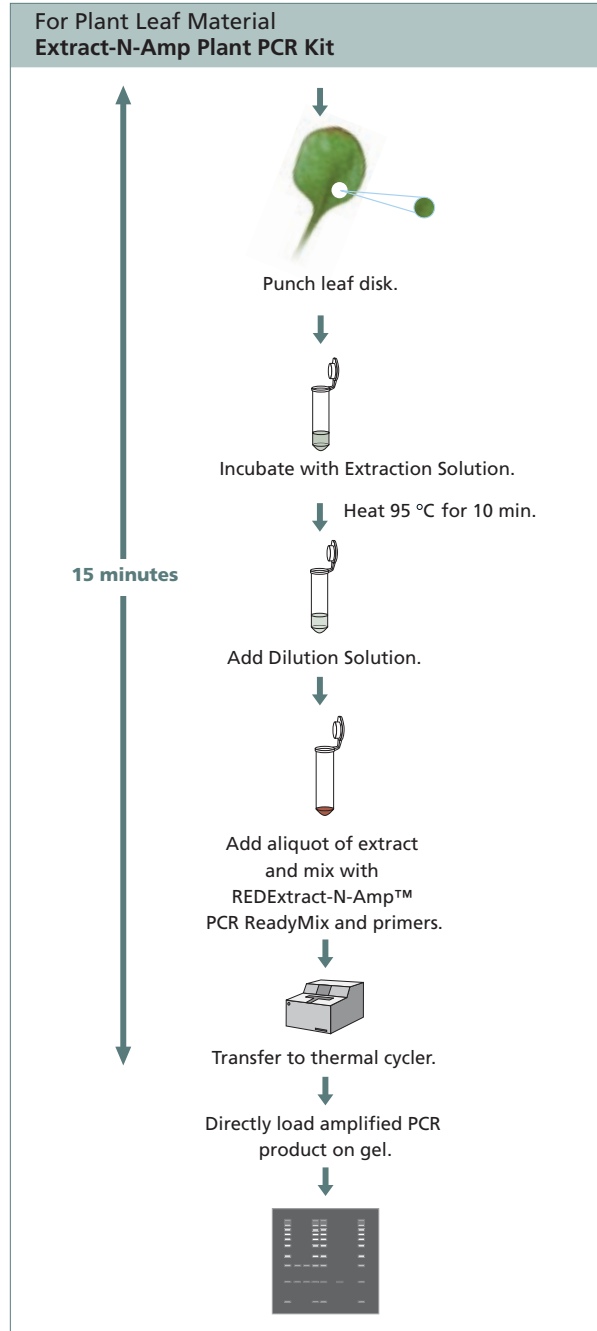 For Plant Leaf Material
Extract-N-Amp Plant PCR Kit
Punch leaf disk.
Incubate with Extraction Solution.
Heat 95 °C for 10 min.
15 minutes
Add Dilution Solution.
Add aliquot of extract
and mix with
REDExtract-N-Amp™
PCR ReadyMix and primers.
Transfer to thermal cycler.
Directly load amplified PCR
product on gel.